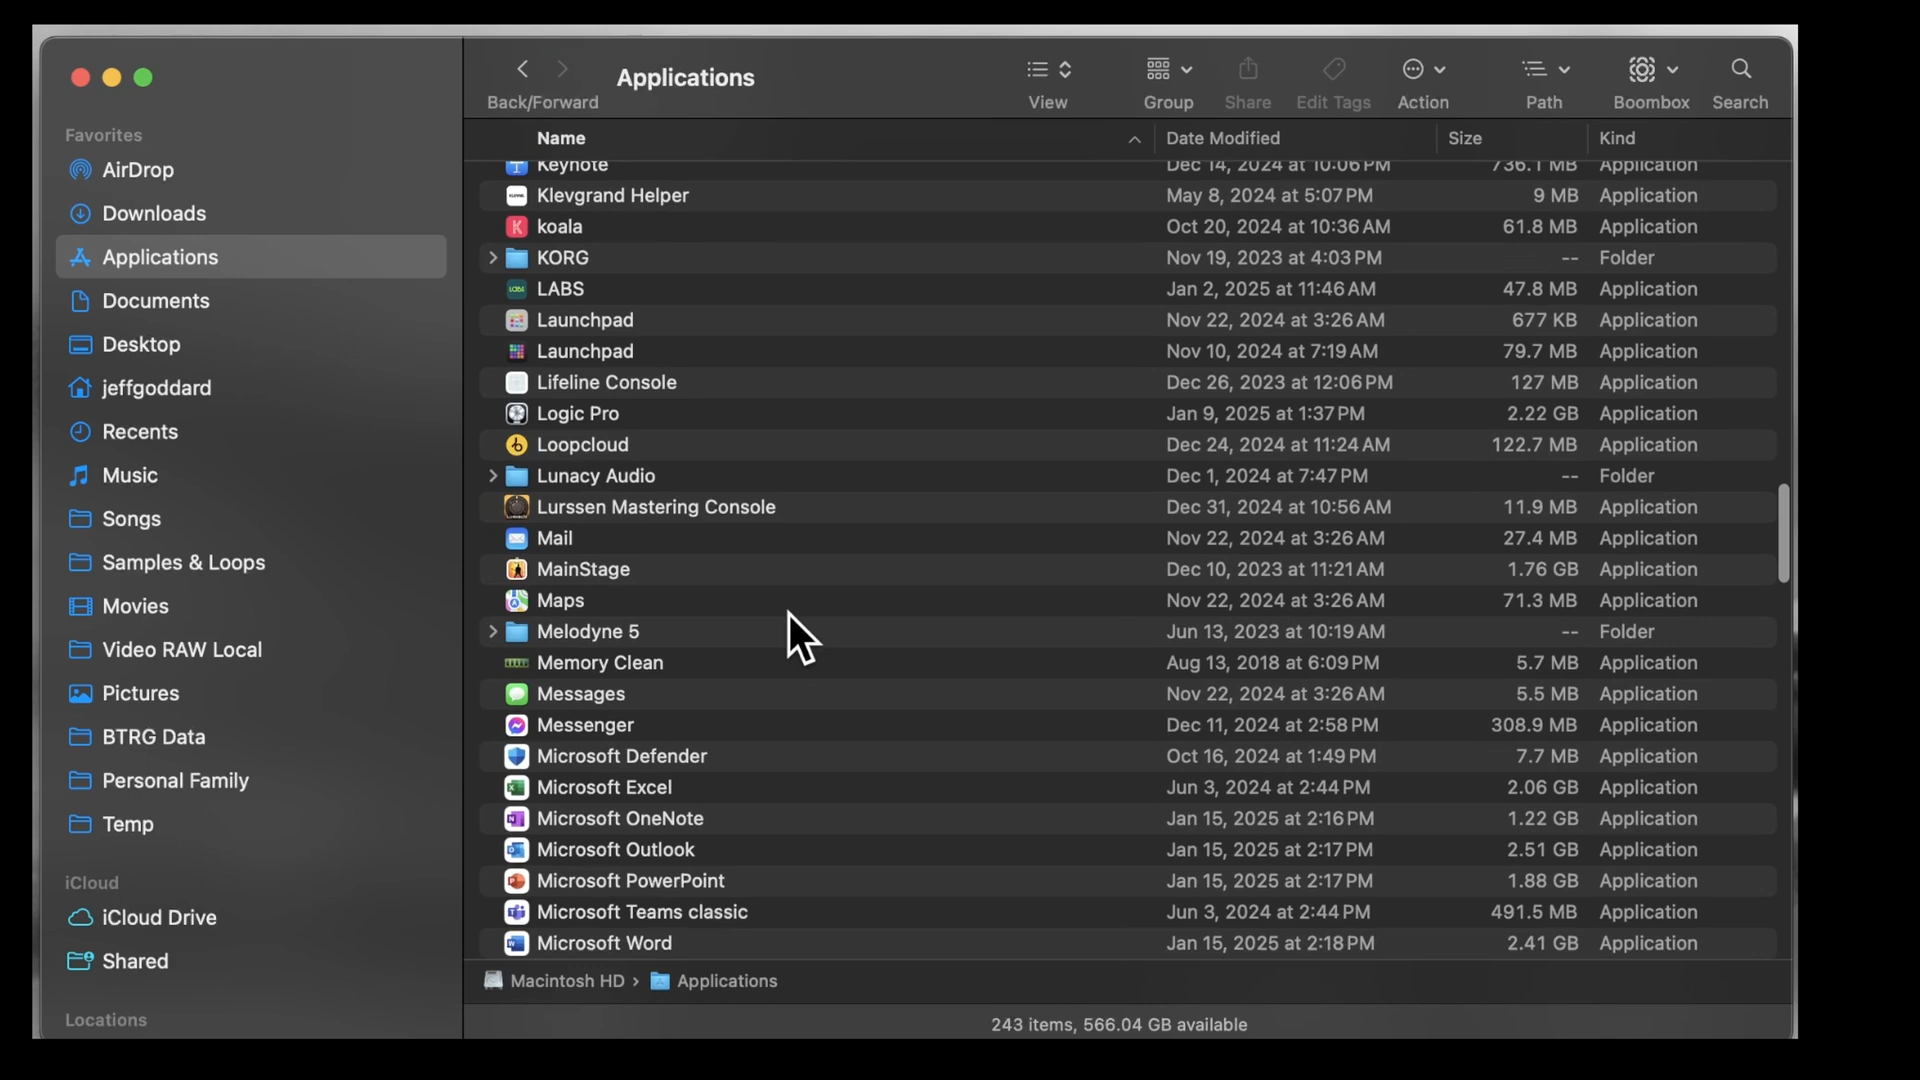 Back/Forward
Applications
View
Group
Share
Edit Tags
Action
Path
Boombox
Search
Favorites
AirDrop
Downloads
Applications
Documents
Desktop
jeffgoddard
Recents
Music
Songs
Samples & Loops
Movies
Video RAW Local
Pictures
BTRG Data
Personal Family
Temp
iCloud
iCloud Drive
Shared
Locations
Name Date Modified Size Kind
Keynote Dec 14, 2024 at 10:06 PM 736.1 MB Application
Klevgrand Helper May 8, 2024 at 5:07 PM 9 MB Application
koala Oct 20, 2024 at 10:36 AM 61.8 MB Application
KORG Nov 19, 2023 at 4:03 PM -- Folder
LABS Jan 2, 2025 at 11:46 AM 47.8 MB Application
Launchpad Nov 22, 2024 at 3:26 AM 677 KB Application
Launchpad Nov 10, 2024 at 7:19 AM 79.7 MB Application
Lifeline Console Dec 26, 2023 at 12:06 PM 127 MB Application
Logic Pro Jan 9, 2025 at 1:37 PM 2.22 GB Application
Loopcloud Dec 24, 2024 at 11:24 AM 122.7 MB Application
Lunacy Audio Dec 1, 2024 at 7:47 PM -- Folder
Lurssen Mastering Console Dec 31, 2024 at 10:56 AM 11.9 MB Application
Mail Nov 22, 2024 at 3:26 AM 27.4 MB Application
MainStage Dec 10, 2023 at 11:21 AM 1.76 GB Application
Maps Nov 22, 2024 at 3:26 AM 71.3 MB Application
Melodyne 5 Jun 13, 2023 at 10:19 AM -- Folder
Memory Clean Aug 13, 2018 at 6:09 PM 5.7 MB Application
Messages Nov 22, 2024 at 3:26 AM 5.5 MB Application
Messenger Dec 11, 2024 at 2:58 PM 308.9 MB Application
Microsoft Defender Oct 16, 2024 at 1:49 PM 7.7 MB Application
Microsoft Excel Jun 3, 2024 at 2:44 PM 2.06 GB Application
Microsoft OneNote Jan 15, 2025 at 2:16 PM 1.22 GB Application
Microsoft Outlook Jan 15, 2025 at 2:17 PM 2.51 GB Application
Microsoft PowerPoint Jan 15, 2025 at 2:17 PM 1.88 GB Application
Microsoft Teams classic Jun 3, 2024 at 2:44 PM 491.5 MB Application
Microsoft Word Jan 15, 2025 at 2:18 PM 2.41 GB Application
Macintosh HD › Applications
243 items, 566.04 GB available